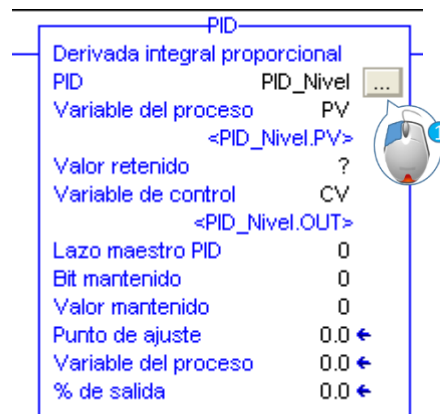 PID
Derivada integral proporcional
PID PID_Nivel ...
Variable del proceso PV
<PID_Nivel.PV>
Valor retenido ?
Variable de control CV
<PID_Nivel.OUT>
Lazo maestro PID 0
Bit mantenido 0
Valor mantenido 0
Punto de ajuste 0.0
Variable del proceso 0.0
% de salida 0.0
1